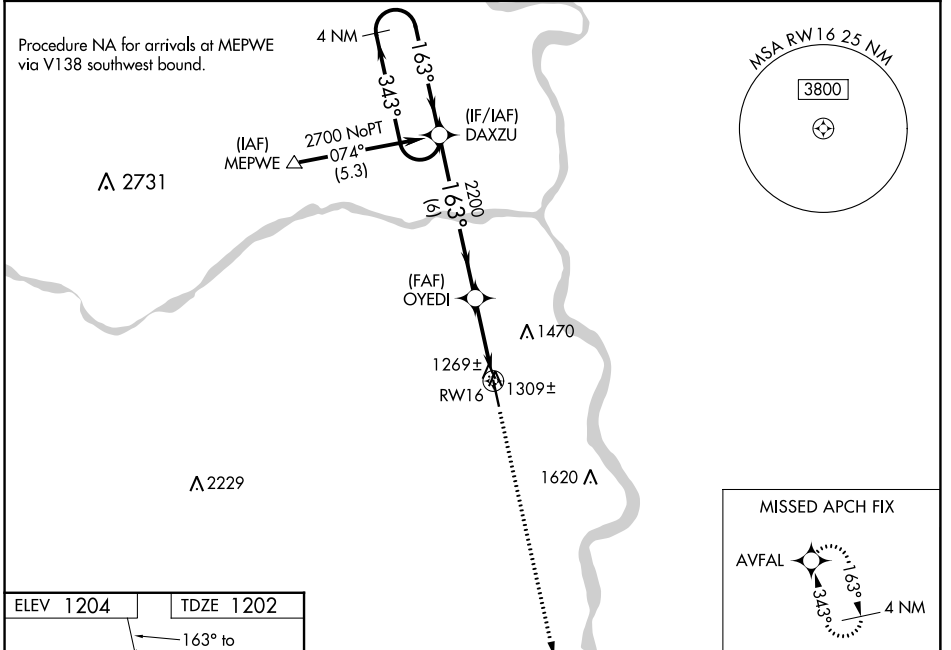 Procedure NA for arrivals at MEPWE
via V138 southwest bound.
4 NM
163°
343°
MSA RW16 25 NM
3800
(IF/IAF)
DAXZU
2700 NoPT
074°
(5.3)
(IAF)
MEPWE
2731
2200
163°
(6)
(FAF)
OYEDI
1470
1269±
RW16
1309±
2229
1620
MISSED APCH FIX
AVFAL
163°
343°
4 NM
ELEV 1204
TDZE 1202
163° to